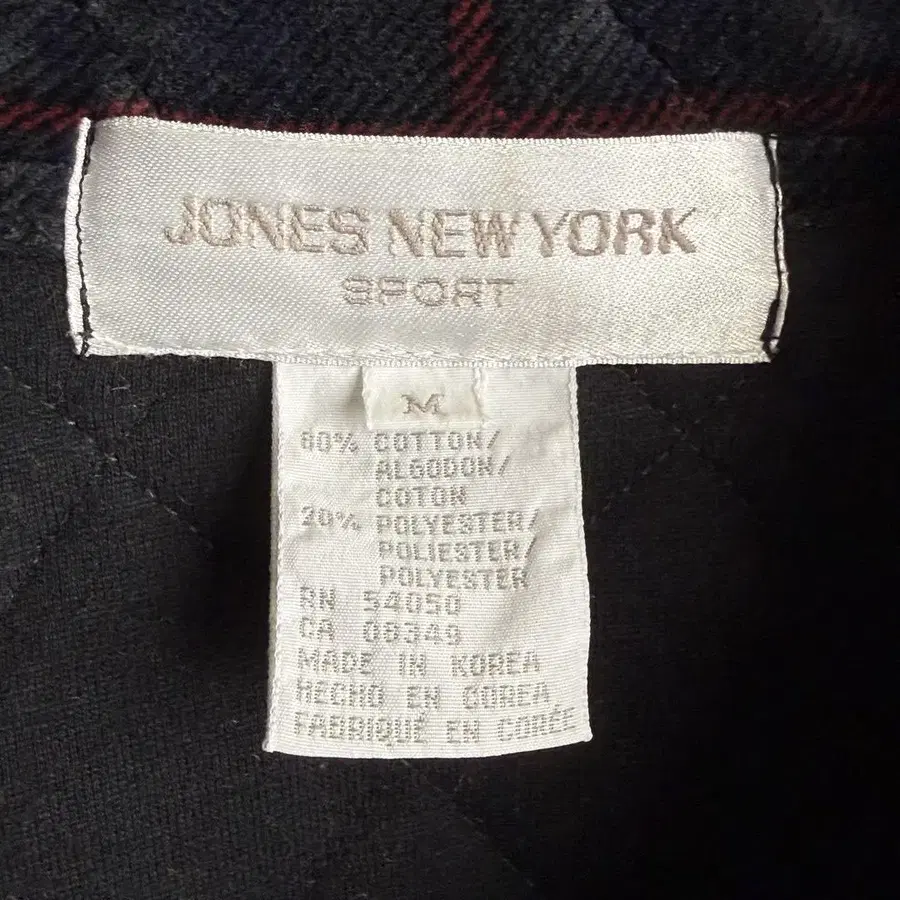 JONES NEW YORK
SPORT
M
80% COTTON/
ALGODON/
COTON
20% POLYESTER/
POLIESTER/
POLYESTER
RN 54050
CA 08349
MADE IN KOREA
HECHO EN COREA
FABRIQUÉ EN CORÉE